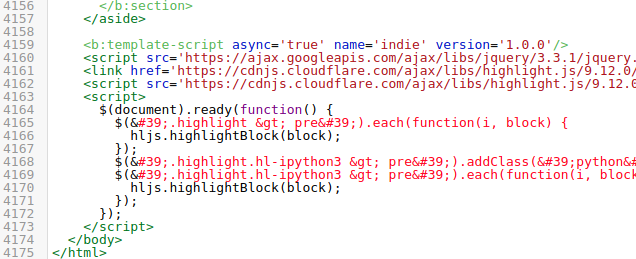 4156 </b:section>
4157 </aside>
4158
4159 <b:template-script async='true' name='indie' version='1.0.0'/>
4160 <script src='https://ajax.googleapis.com/ajax/libs/jquery/3.3.1/jquery.
4161 <link href='https://cdnjs.cloudflare.com/ajax/libs/highlight.js/9.12.0/
4162 <script src='https://cdnjs.cloudflare.com/ajax/libs/highlight.js/9.12.0
4163 <script>
4164 $(document).ready(function() {
4165 $(&#39;.highlight &gt; pre&#39;).each(function(i, block) {
4166 hljs.highlightBlock(block);
4167 });
4168 $(&#39;.highlight.hl-ipython3 &gt; pre&#39;).addClass(&#39;python&#
4169 $(&#39;.highlight.hl-ipython3 &gt; pre&#39;).each(function(i, block
4170 hljs.highlightBlock(block);
4171 });
4172 });
4173 </script>
4174 </body>
4175 </html>